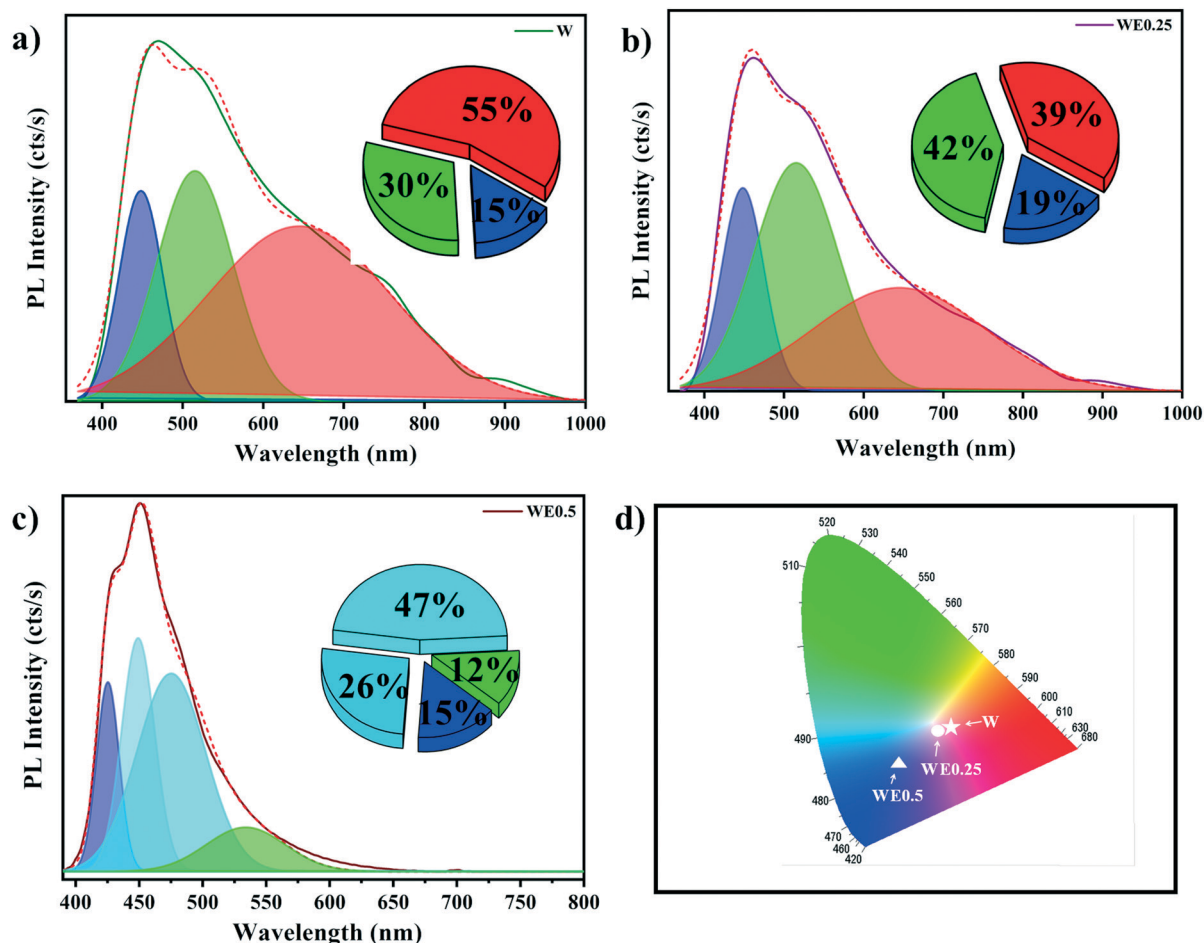 a)
W
PL Intensity (cts/s)
55%
30%
15%
400 500 600 700 800 900 1000
Wavelength (nm)
b)
WE0.25
PL Intensity (cts/s)
39%
42%
19%
400 500 600 700 800 900 1000
Wavelength (nm)
c)
WE0.5
PL Intensity (cts/s)
47%
12%
26%
15%
400 450 500 550 600 650 700 750 800
Wavelength (nm)
d)
520
530
510
540
550
560
570
580
590
600
610
630
680
490
W
WE0.25
WE0.5
480
470
460
420